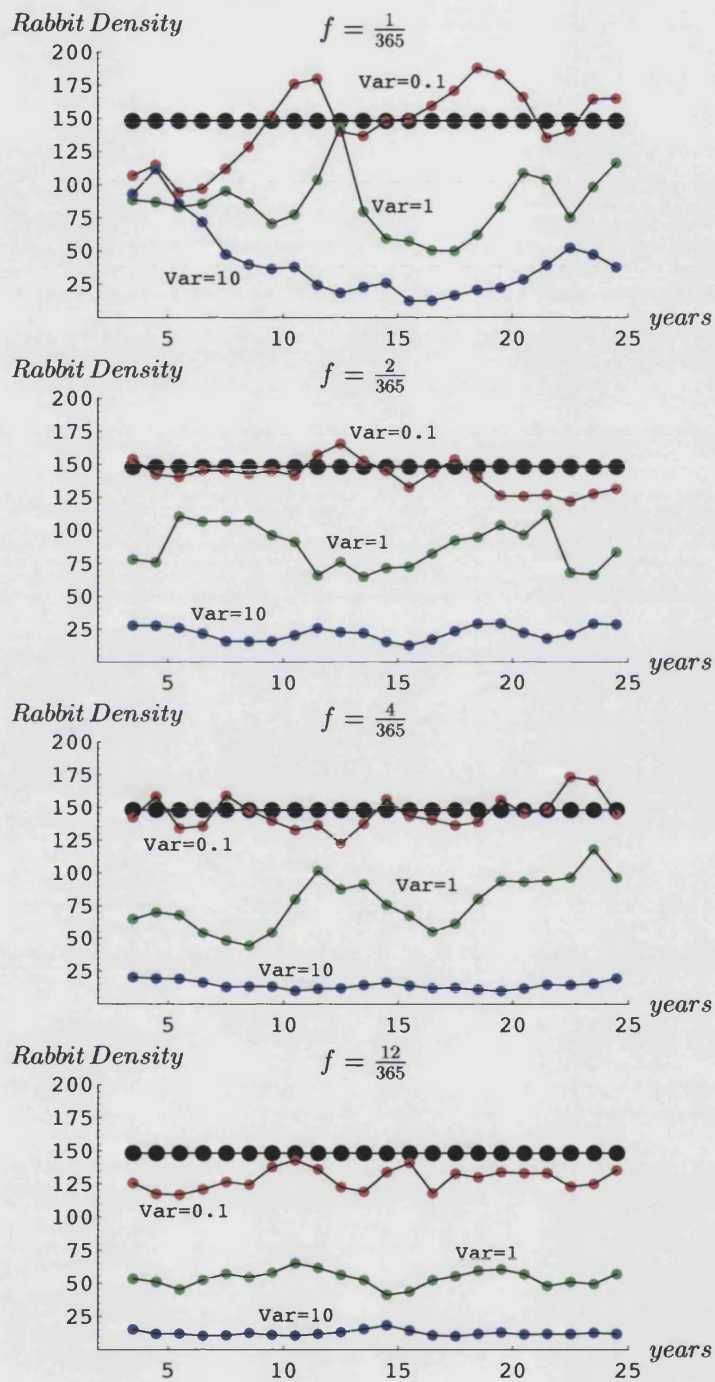 Rabbit Density
f = 1/365
200
175
150
125
100
75
50
25
Var=0.1
Var=1
Var=10
5 10 15 20 25
years
Rabbit Density
f = 2/365
200
175
150
125
100
75
50
25
Var=0.1
Var=1
Var=10
5 10 15 20 25
years
Rabbit Density
f = 4/365
200
175
150
125
100
75
50
25
Var=0.1
Var=1
Var=10
5 10 15 20 25
years
Rabbit Density
f = 12/365
200
175
150
125
100
75
50
25
Var=0.1
Var=1
Var=10
5 10 15 20 25
years